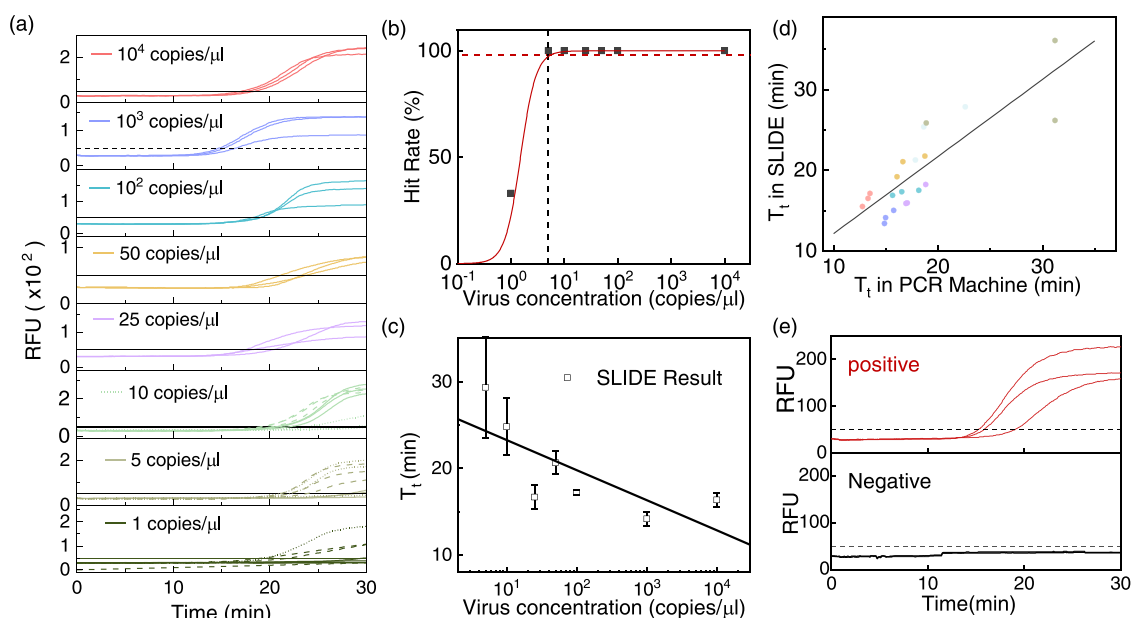 (a)
RFU ( x10²)
10⁴ copies/µl
2
1
0
10³ copies/µl
1
0
10² copies/µl
1
0
50 copies/µl
1
0
25 copies/µl
1
0
10 copies/µl
2
0
5 copies/µl
2
1
0
1 copies/µl
2
1
0
0 10 20 30
Time (min)
(b)
Hit Rate (%)
100
50
0
10⁻¹ 10⁰ 10¹ 10² 10³ 10⁴
Virus concentration (copies/µl)
(c)
Tₜ (min)
30
20
10
SLIDE Result
10¹ 10² 10³ 10⁴
Virus concentration (copies/µl)
(d)
Tₜ in SLIDE (min)
40
30
20
10
10 20 30
Tₜ in PCR Machine (min)
(e)
RFU
200
100
0
positive
RFU
200
100
0
Negative
0 10 20 30
Time(min)